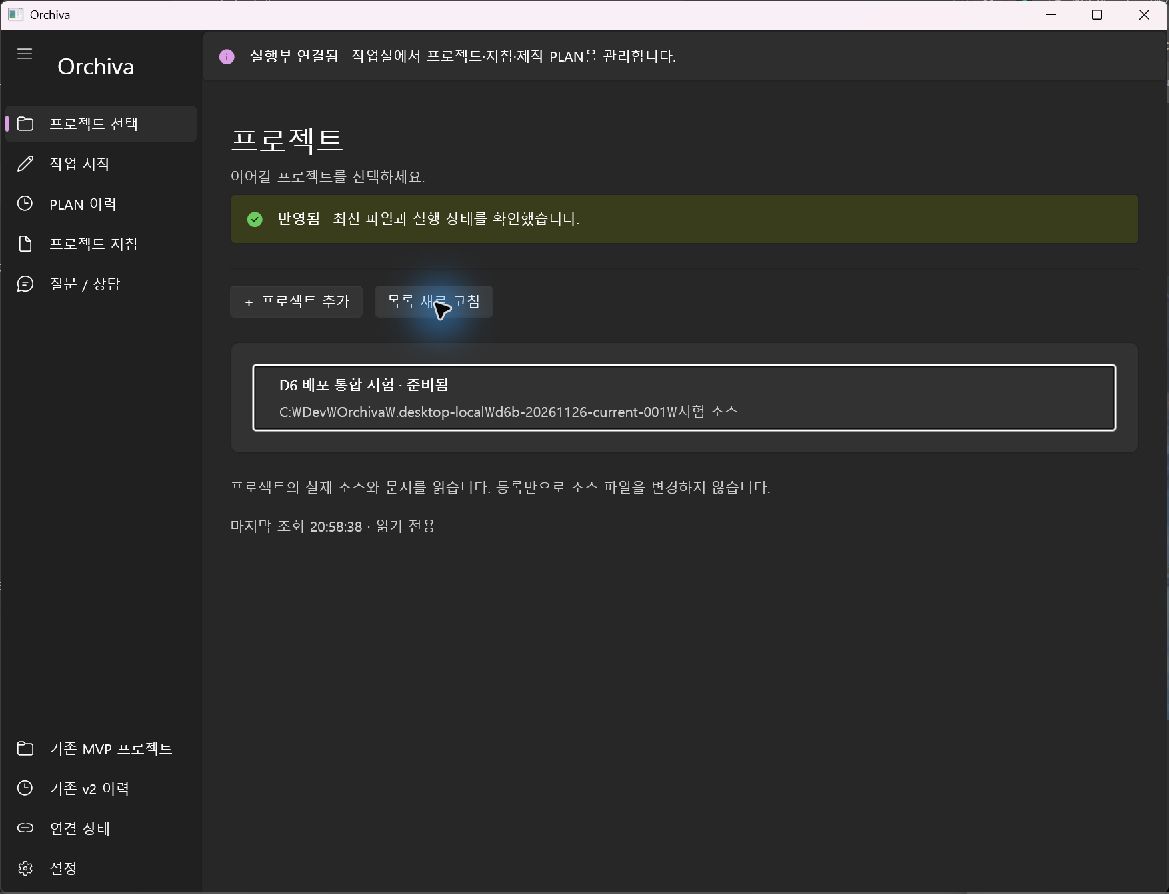 Orchiva
Orchiva
실행부 연결됨 작업실에서 프로젝트·지침·제작 PLAN을 관리합니다.
프로젝트 선택
작업 시작
PLAN 이력
프로젝트 지침
질문 / 상담
프로젝트
이어갈 프로젝트를 선택하세요.
반영됨 최신 파일과 실행 상태를 확인했습니다.
+ 프로젝트 추가
목록 새로 고침
D6 배포 통합 시험 · 준비됨
C:\Dev\Orchiva\.desktop-local\d6b-20261126-current-001\시험 소스
프로젝트의 실제 소스와 문서를 읽습니다. 등록만으로 소스 파일을 변경하지 않습니다.
마지막 조회 20:58:38 · 읽기 전용
기존 MVP 프로젝트
기존 v2 이력
연결 상태
설정